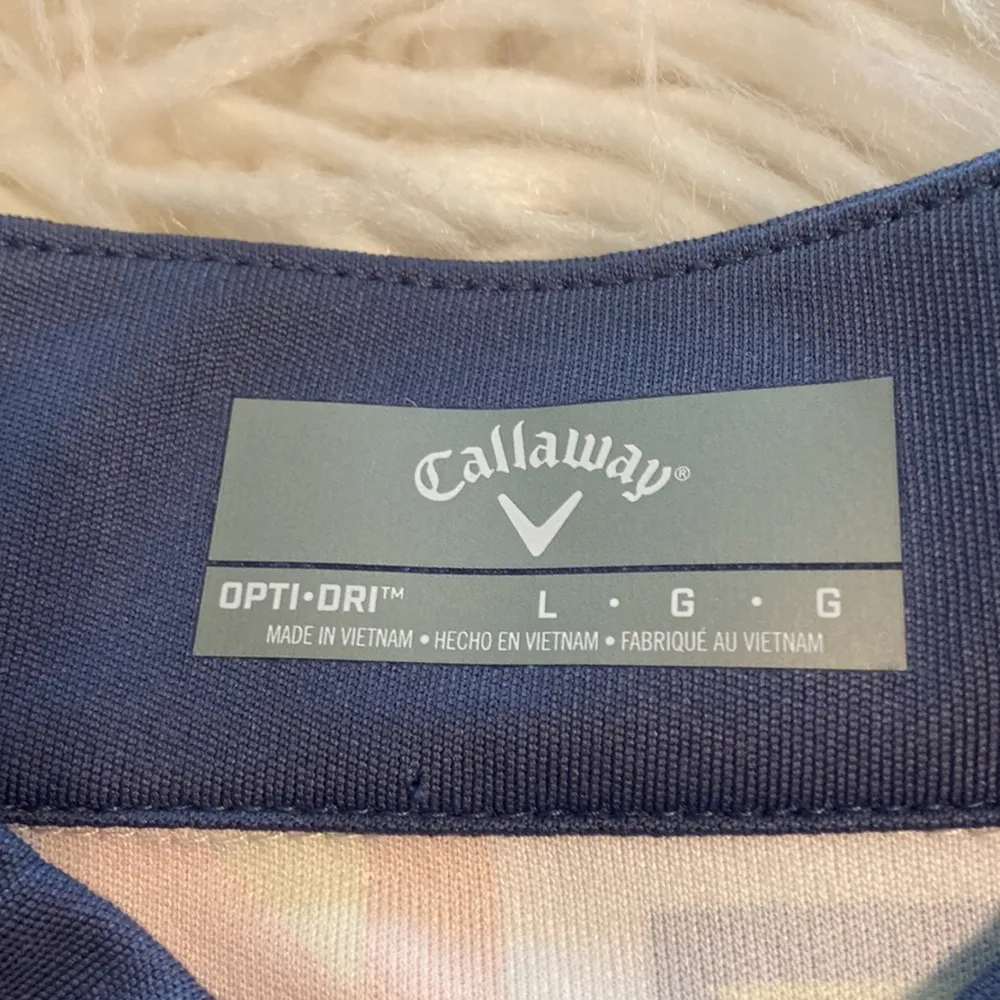 Callaway®
OPTI•DRI™ L • G • G
MADE IN VIETNAM • HECHO EN VIETNAM • FABRIQUÉ AU VIETNAM